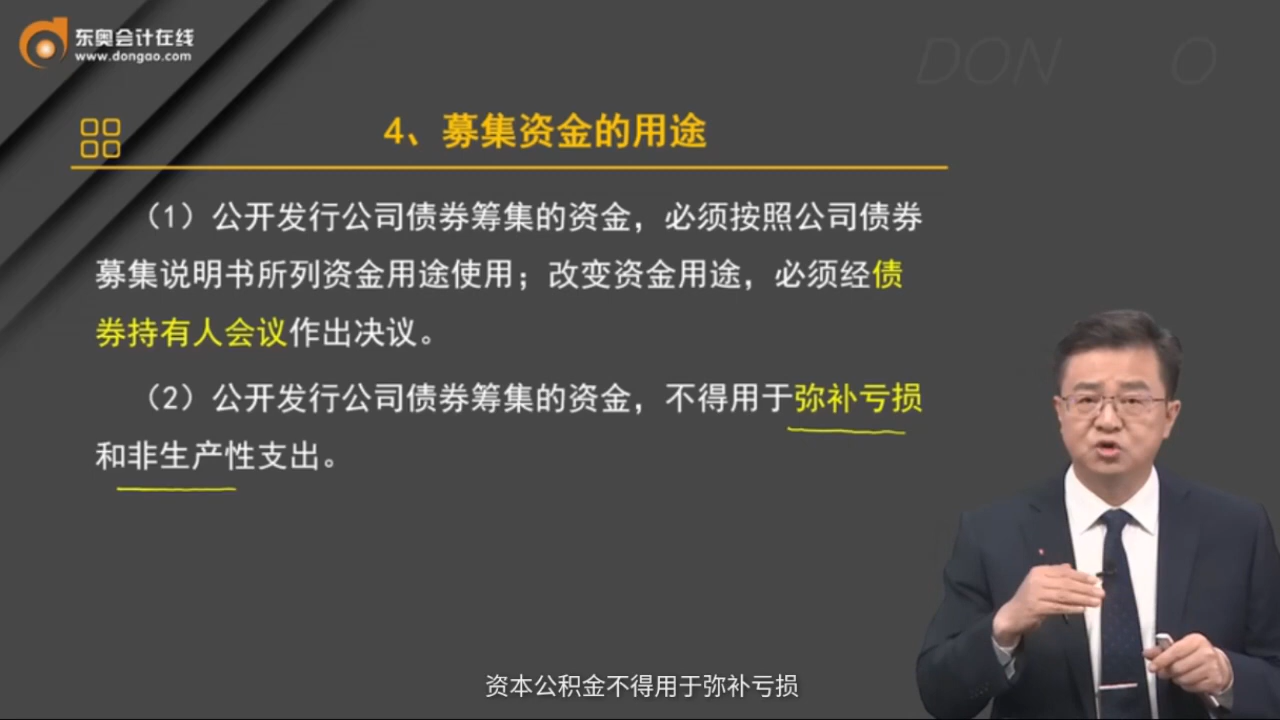 东奥会计在线
www.dongao.com
DON O
4、募集资金的用途
（1）公开发行公司债券筹集的资金，必须按照公司债券
募集说明书所列资金用途使用；改变资金用途，必须经债
券持有人会议作出决议。
（2）公开发行公司债券筹集的资金，不得用于弥补亏损
和非生产性支出。
资本公积金不得用于弥补亏损